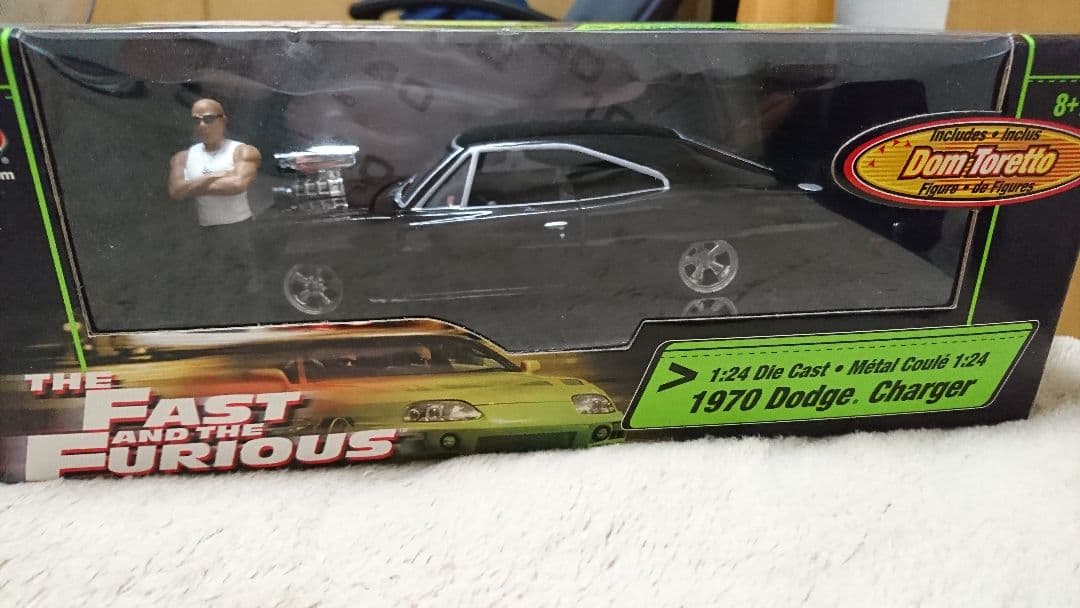 8+
Includes • Inclus
Dom Toretto
Figure • de Figures
> 1:24 Die Cast • Métal Coulé 1:24
1970 Dodge. Charger
THE
FAST
AND THE
FURIOUS™